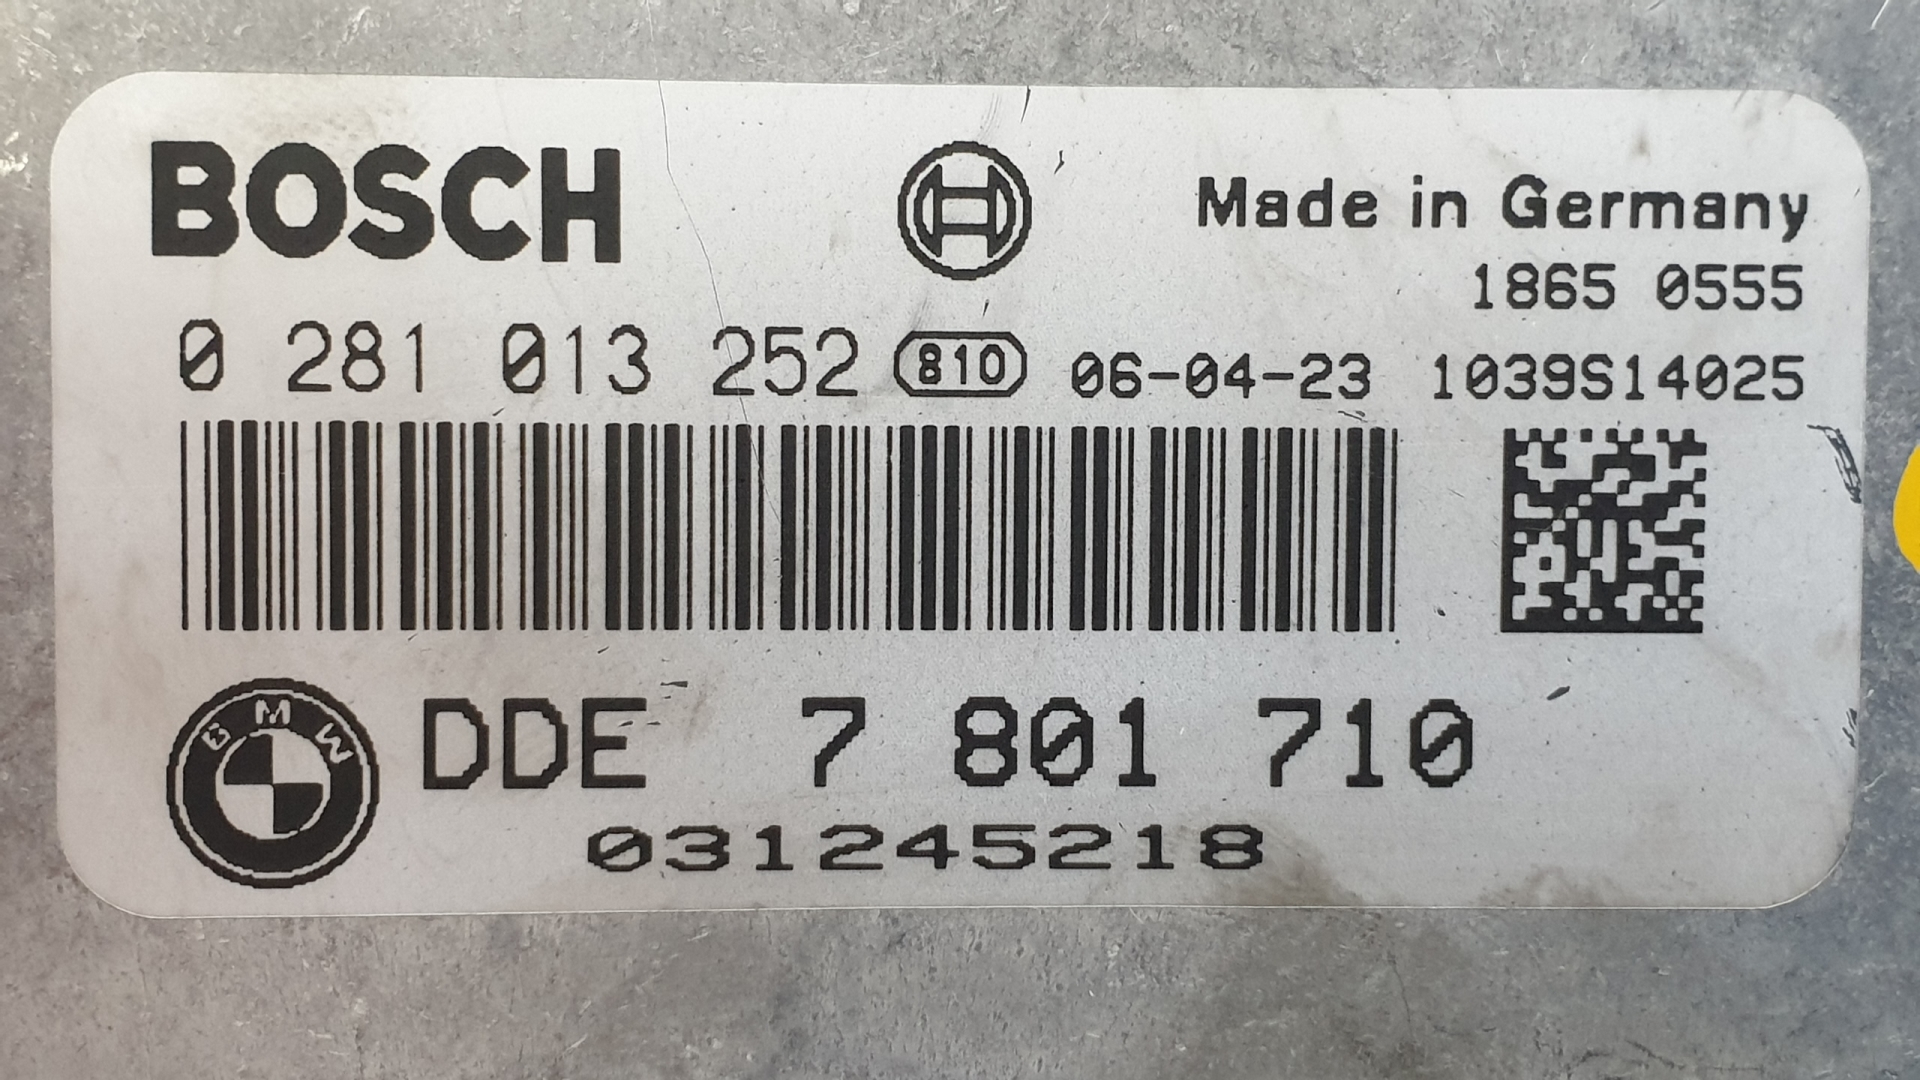 BOSCH
Made in Germany
1865 0555
0 281 013 252 810 06-04-23 1039S14025
BMW
DDE 7 801 710
031245218